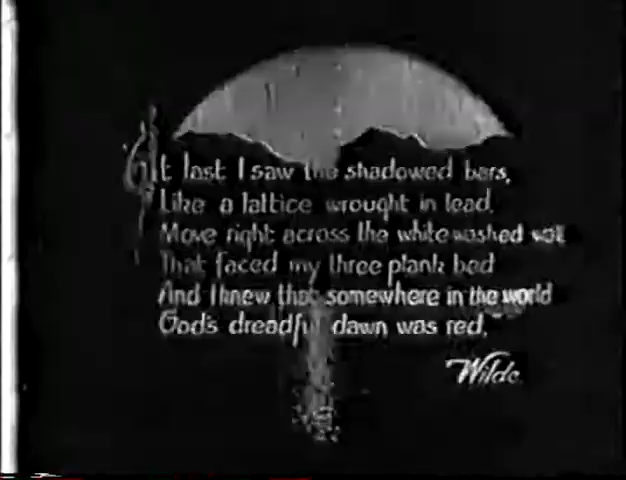 At last I saw the shadowed bars,
Like a lattice wrought in lead.
Move right across the whitewashed wall
That faced my three plank bed
And I knew that somewhere in the world
God's dreadful dawn was red.
Wilde.